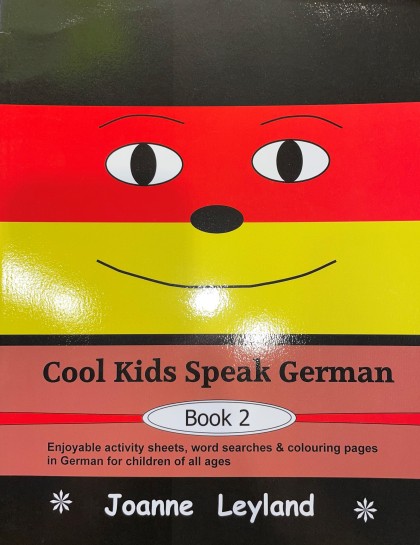 Cool Kids Speak German
Book 2
Enjoyable activity sheets, word searches & colouring pages
in German for children of all ages
Joanne Leyland